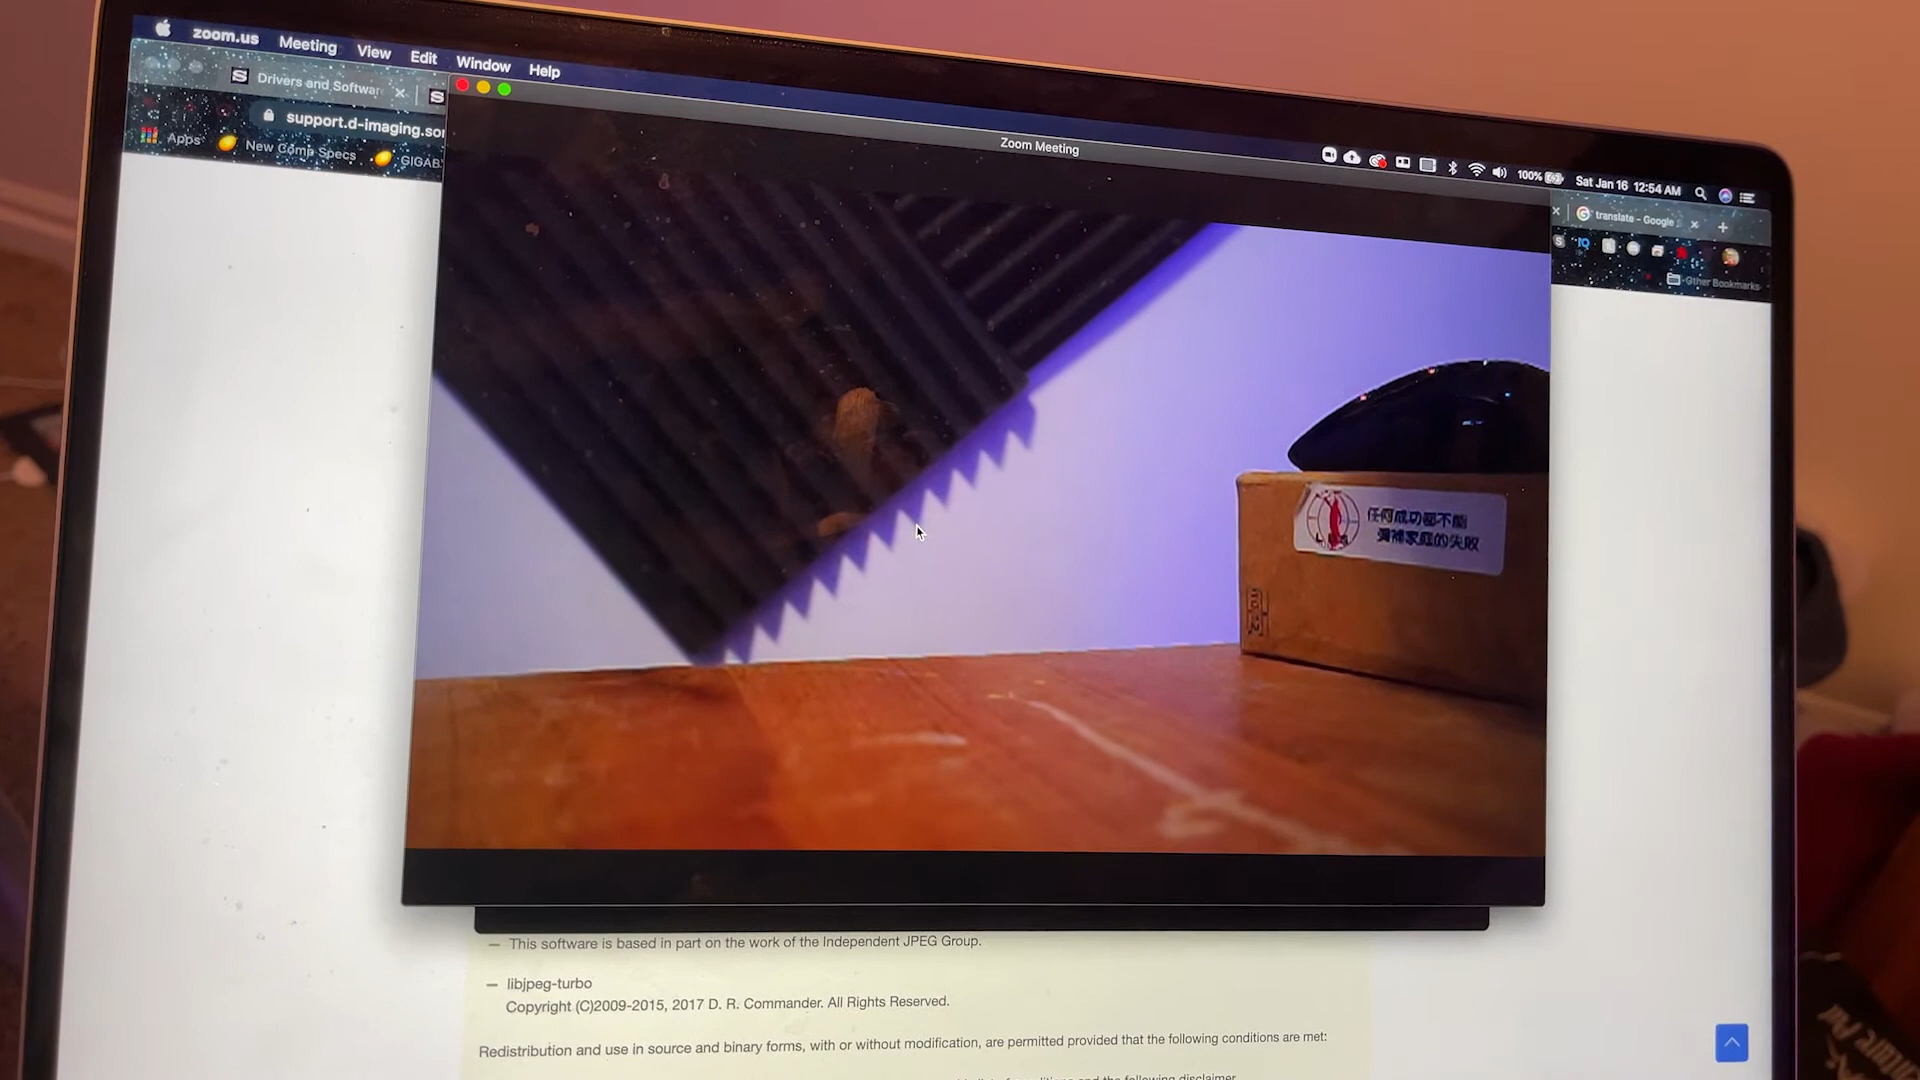 zoom.us Meeting View Edit Window Help
100% Sat Jan 16 12:54 AM
Drivers and Softwar
support.d-imaging.so
Apps New Comp Specs GIGAB
Zoom Meeting
translate - Google
Other Bookmarks
任何成功都不能
彌補家庭的失敗
— This software is based in part on the work of the Independent JPEG Group.
— libjpeg-turbo
Copyright (C)2009-2015, 2017 D. R. Commander. All Rights Reserved.
Redistribution and use in source and binary forms, with or without modification, are permitted provided that the following conditions are met: